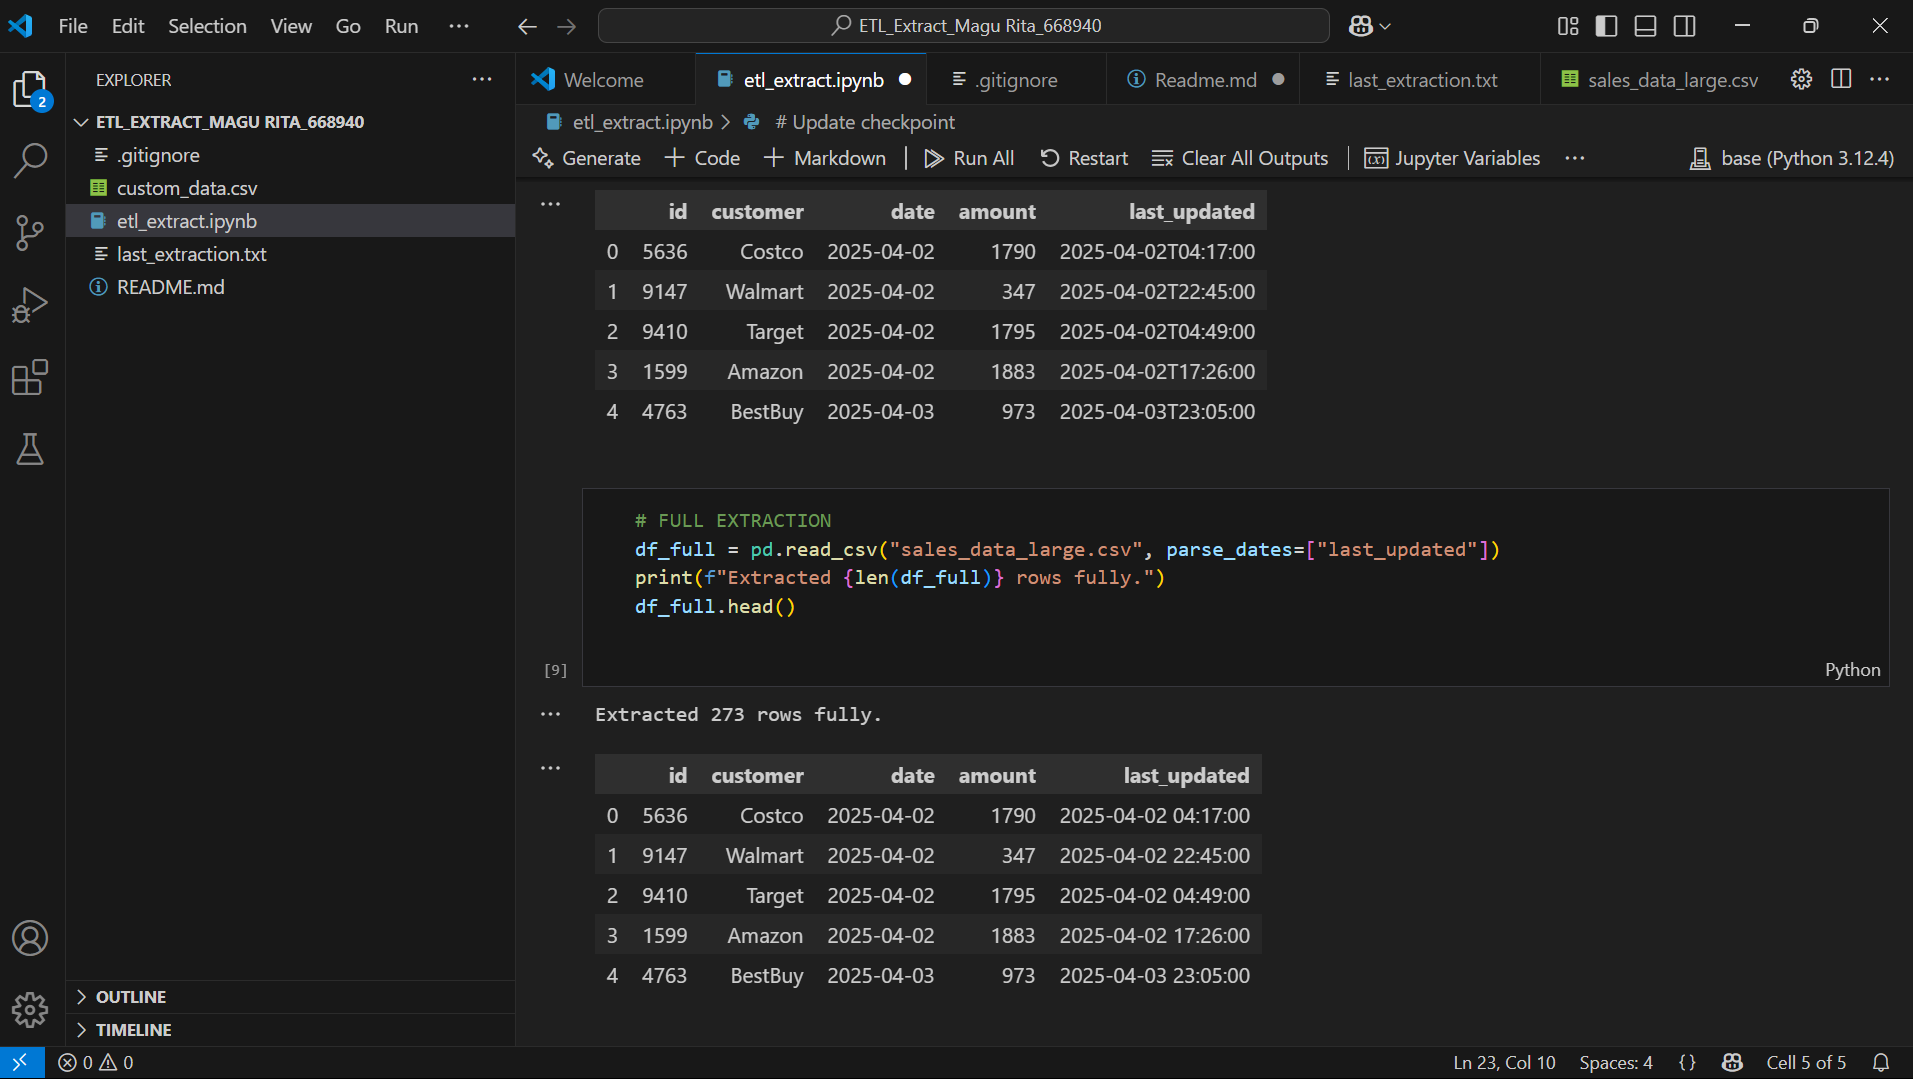 File Edit Selection View Go Run ···
ETL_Extract_Magu Rita_668940
EXPLORER ···
2
ETL_EXTRACT_MAGU RITA_668940
.gitignore
custom_data.csv
etl_extract.ipynb
last_extraction.txt
README.md
OUTLINE
TIMELINE
Welcome etl_extract.ipynb .gitignore Readme.md last_extraction.txt sales_data_large.csv ···
etl_extract.ipynb > # Update checkpoint
Generate + Code + Markdown | Run All Restart Clear All Outputs | Jupyter Variables ··· base (Python 3.12.4)
···
id customer date amount last_updated
0 5636 Costco 2025-04-02 1790 2025-04-02T04:17:00
1 9147 Walmart 2025-04-02 347 2025-04-02T22:45:00
2 9410 Target 2025-04-02 1795 2025-04-02T04:49:00
3 1599 Amazon 2025-04-02 1883 2025-04-02T17:26:00
4 4763 BestBuy 2025-04-03 973 2025-04-03T23:05:00
# FULL EXTRACTION
df_full = pd.read_csv("sales_data_large.csv", parse_dates=["last_updated"])
print(f"Extracted {len(df_full)} rows fully.")
df_full.head()
[9]
Python
··· Extracted 273 rows fully.
···
id customer date amount last_updated
0 5636 Costco 2025-04-02 1790 2025-04-02 04:17:00
1 9147 Walmart 2025-04-02 347 2025-04-02 22:45:00
2 9410 Target 2025-04-02 1795 2025-04-02 04:49:00
3 1599 Amazon 2025-04-02 1883 2025-04-02 17:26:00
4 4763 BestBuy 2025-04-03 973 2025-04-03 23:05:00
0 0 Ln 23, Col 10 Spaces: 4 {} Cell 5 of 5